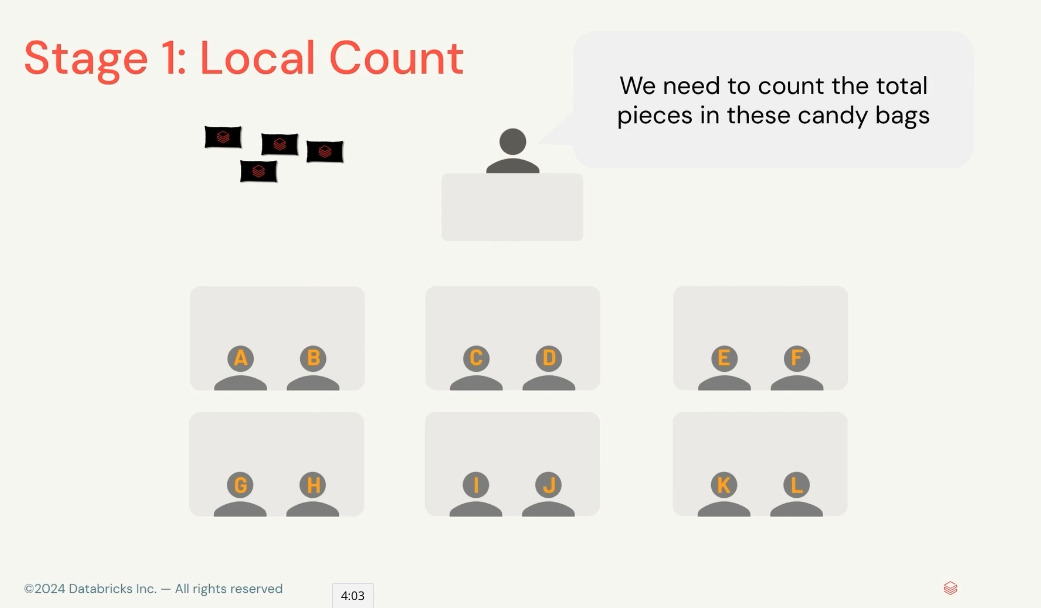 Stage 1: Local Count
We need to count the total
pieces in these candy bags
A B C D E F
G H I J K L
©2024 Databricks Inc. — All rights reserved
4:03